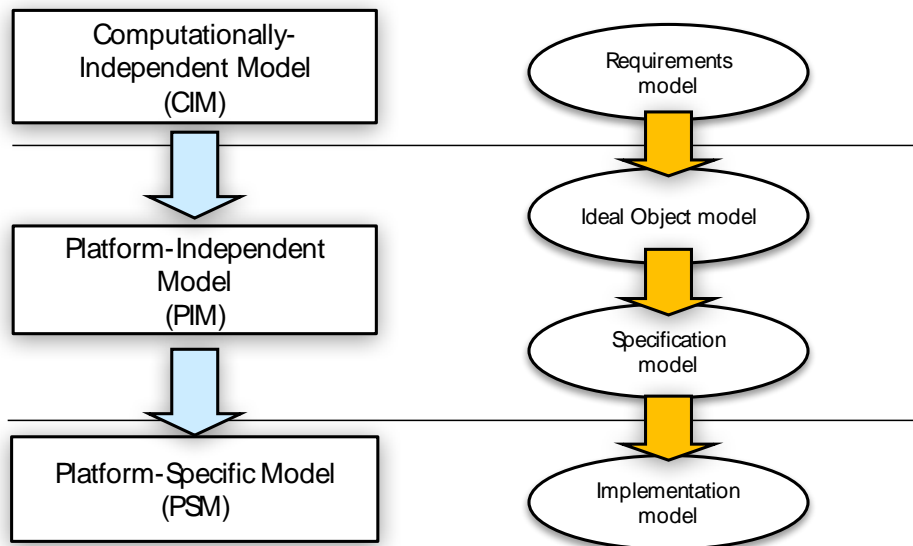 Computationally-
Independent Model
(CIM)
Requirements
model
Ideal Object model
Platform-Independent
Model
(PIM)
Specification
model
Platform-Specific Model
(PSM)
Implementation
model